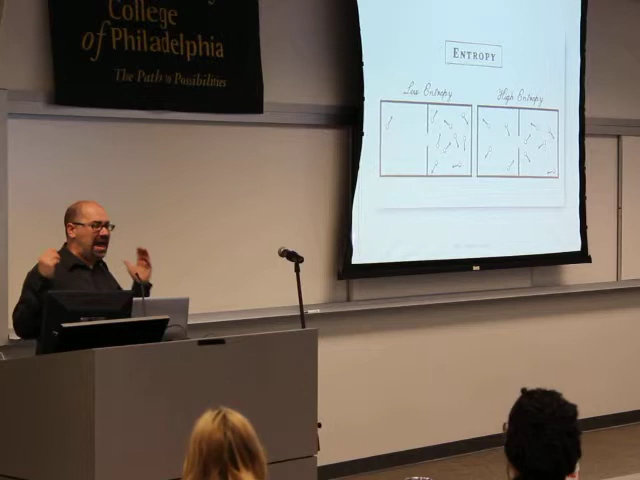 College
of Philadelphia
The Path to Possibilities
ENTROPY
Low Entropy
High Entropy